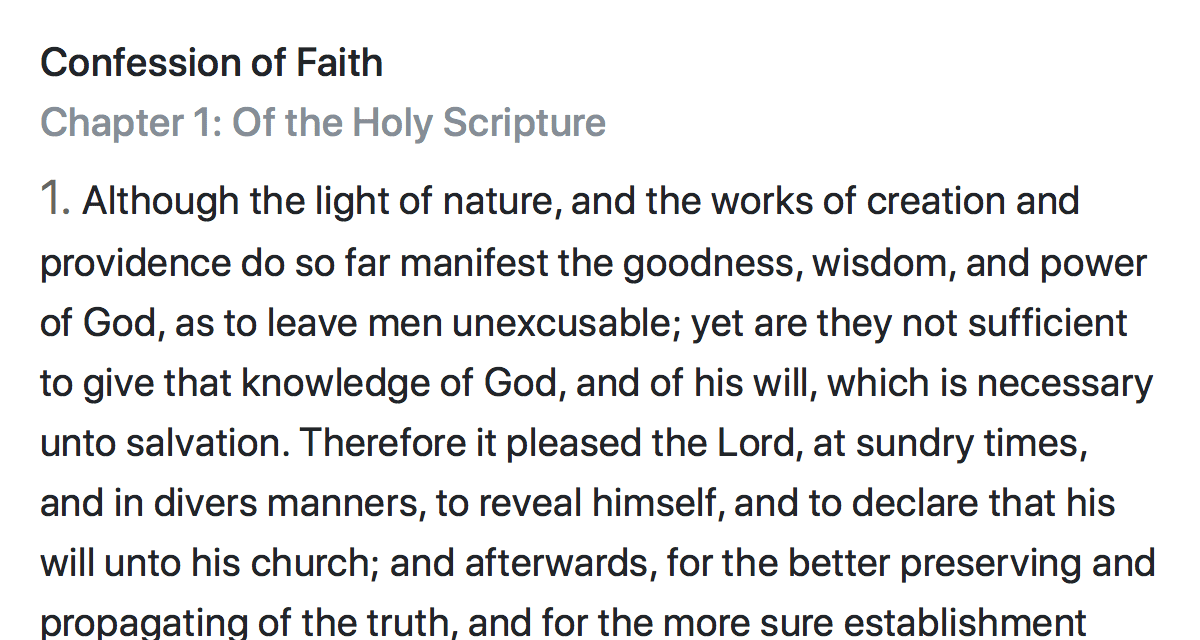 Confession of Faith
Chapter 1: Of the Holy Scripture
1. Although the light of nature, and the works of creation and
providence do so far manifest the goodness, wisdom, and power
of God, as to leave men unexcusable; yet are they not sufficient
to give that knowledge of God, and of his will, which is necessary
unto salvation. Therefore it pleased the Lord, at sundry times,
and in divers manners, to reveal himself, and to declare that his
will unto his church; and afterwards, for the better preserving and
propagating of the truth, and for the more sure establishment